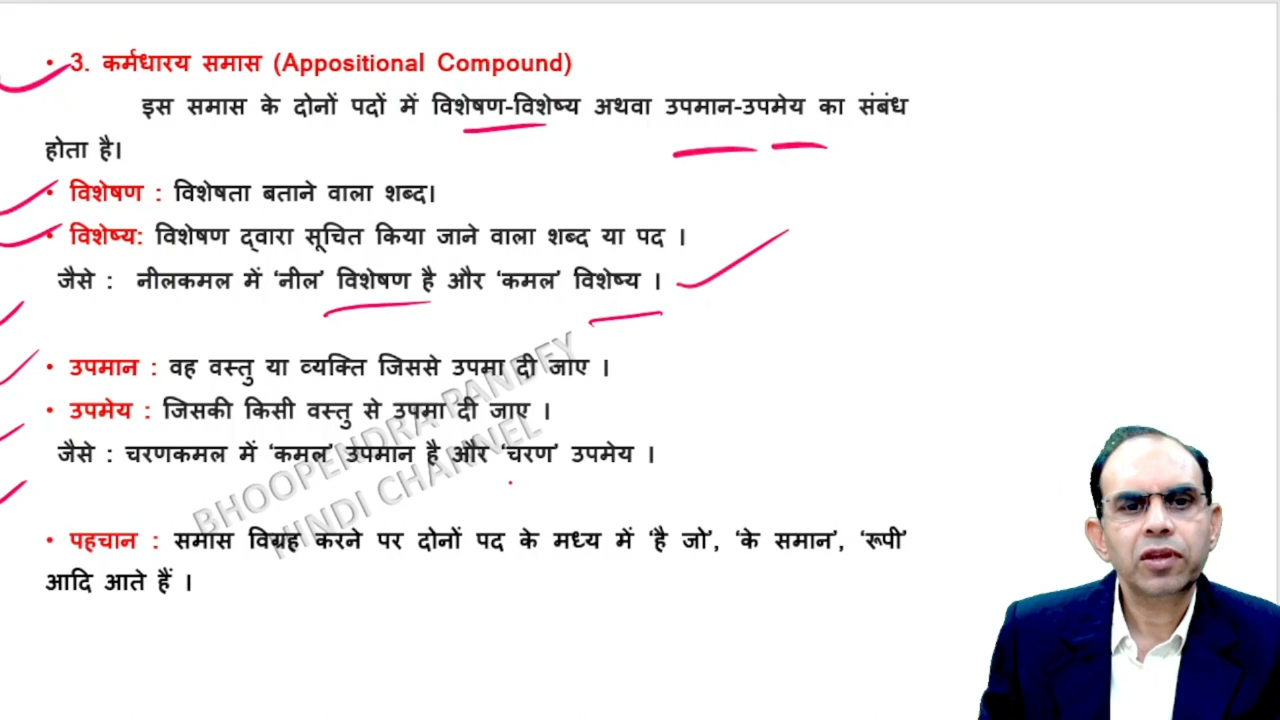 • 3. कर्मधारय समास (Appositional Compound)
इस समास के दोनों पदों में विशेषण-विशेष्य अथवा उपमान-उपमेय का संबंध
होता है।
• विशेषण : विशेषता बताने वाला शब्द।
• विशेष्य: विशेषण द्वारा सूचित किया जाने वाला शब्द या पद ।
जैसे : नीलकमल में ‘नील’ विशेषण है और ‘कमल’ विशेष्य ।
• उपमान : वह वस्तु या व्यक्ति जिससे उपमा दी जाए ।
• उपमेय : जिसकी किसी वस्तु से उपमा दी जाए ।
जैसे : चरणकमल में ‘कमल’ उपमान है और ‘चरण’ उपमेय ।
BHOOPENDRA PANDEY
HINDI CHANNEL
• पहचान : समास विग्रह करने पर दोनों पद के मध्य में ‘है जो’, ‘के समान’, ‘रूपी’
आदि आते हैं ।